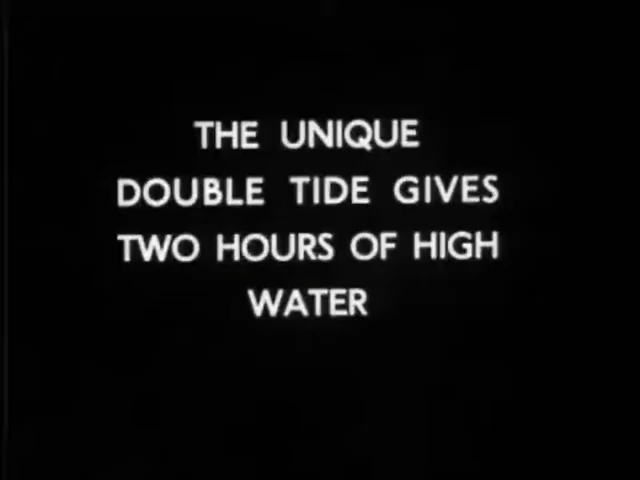 THE UNIQUE
DOUBLE TIDE GIVES
TWO HOURS OF HIGH
WATER